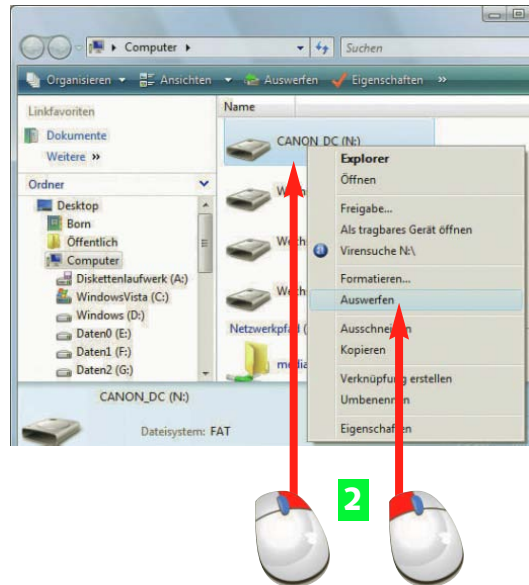 Computer
Suchen
Organisieren Ansichten Auswerfen Eigenschaften »
Linkfavoriten
Dokumente
Weitere »
Ordner
Desktop
Born
Öffentlich
Computer
Diskettenlaufwerk (A:)
WindowsVista (C:)
Windows (D:)
Daten0 (E:)
Daten1 (F:)
Daten2 (G:)
Name
CANON_DC (N:)
Explorer
Öffnen
Freigabe...
Als tragbares Gerät öffnen
Virensuche N:\
Formatieren...
Auswerfen
Ausschneiden
Kopieren
Verknüpfung erstellen
Umbenennen
Eigenschaften
CANON_DC (N:)
Dateisystem: FAT
2